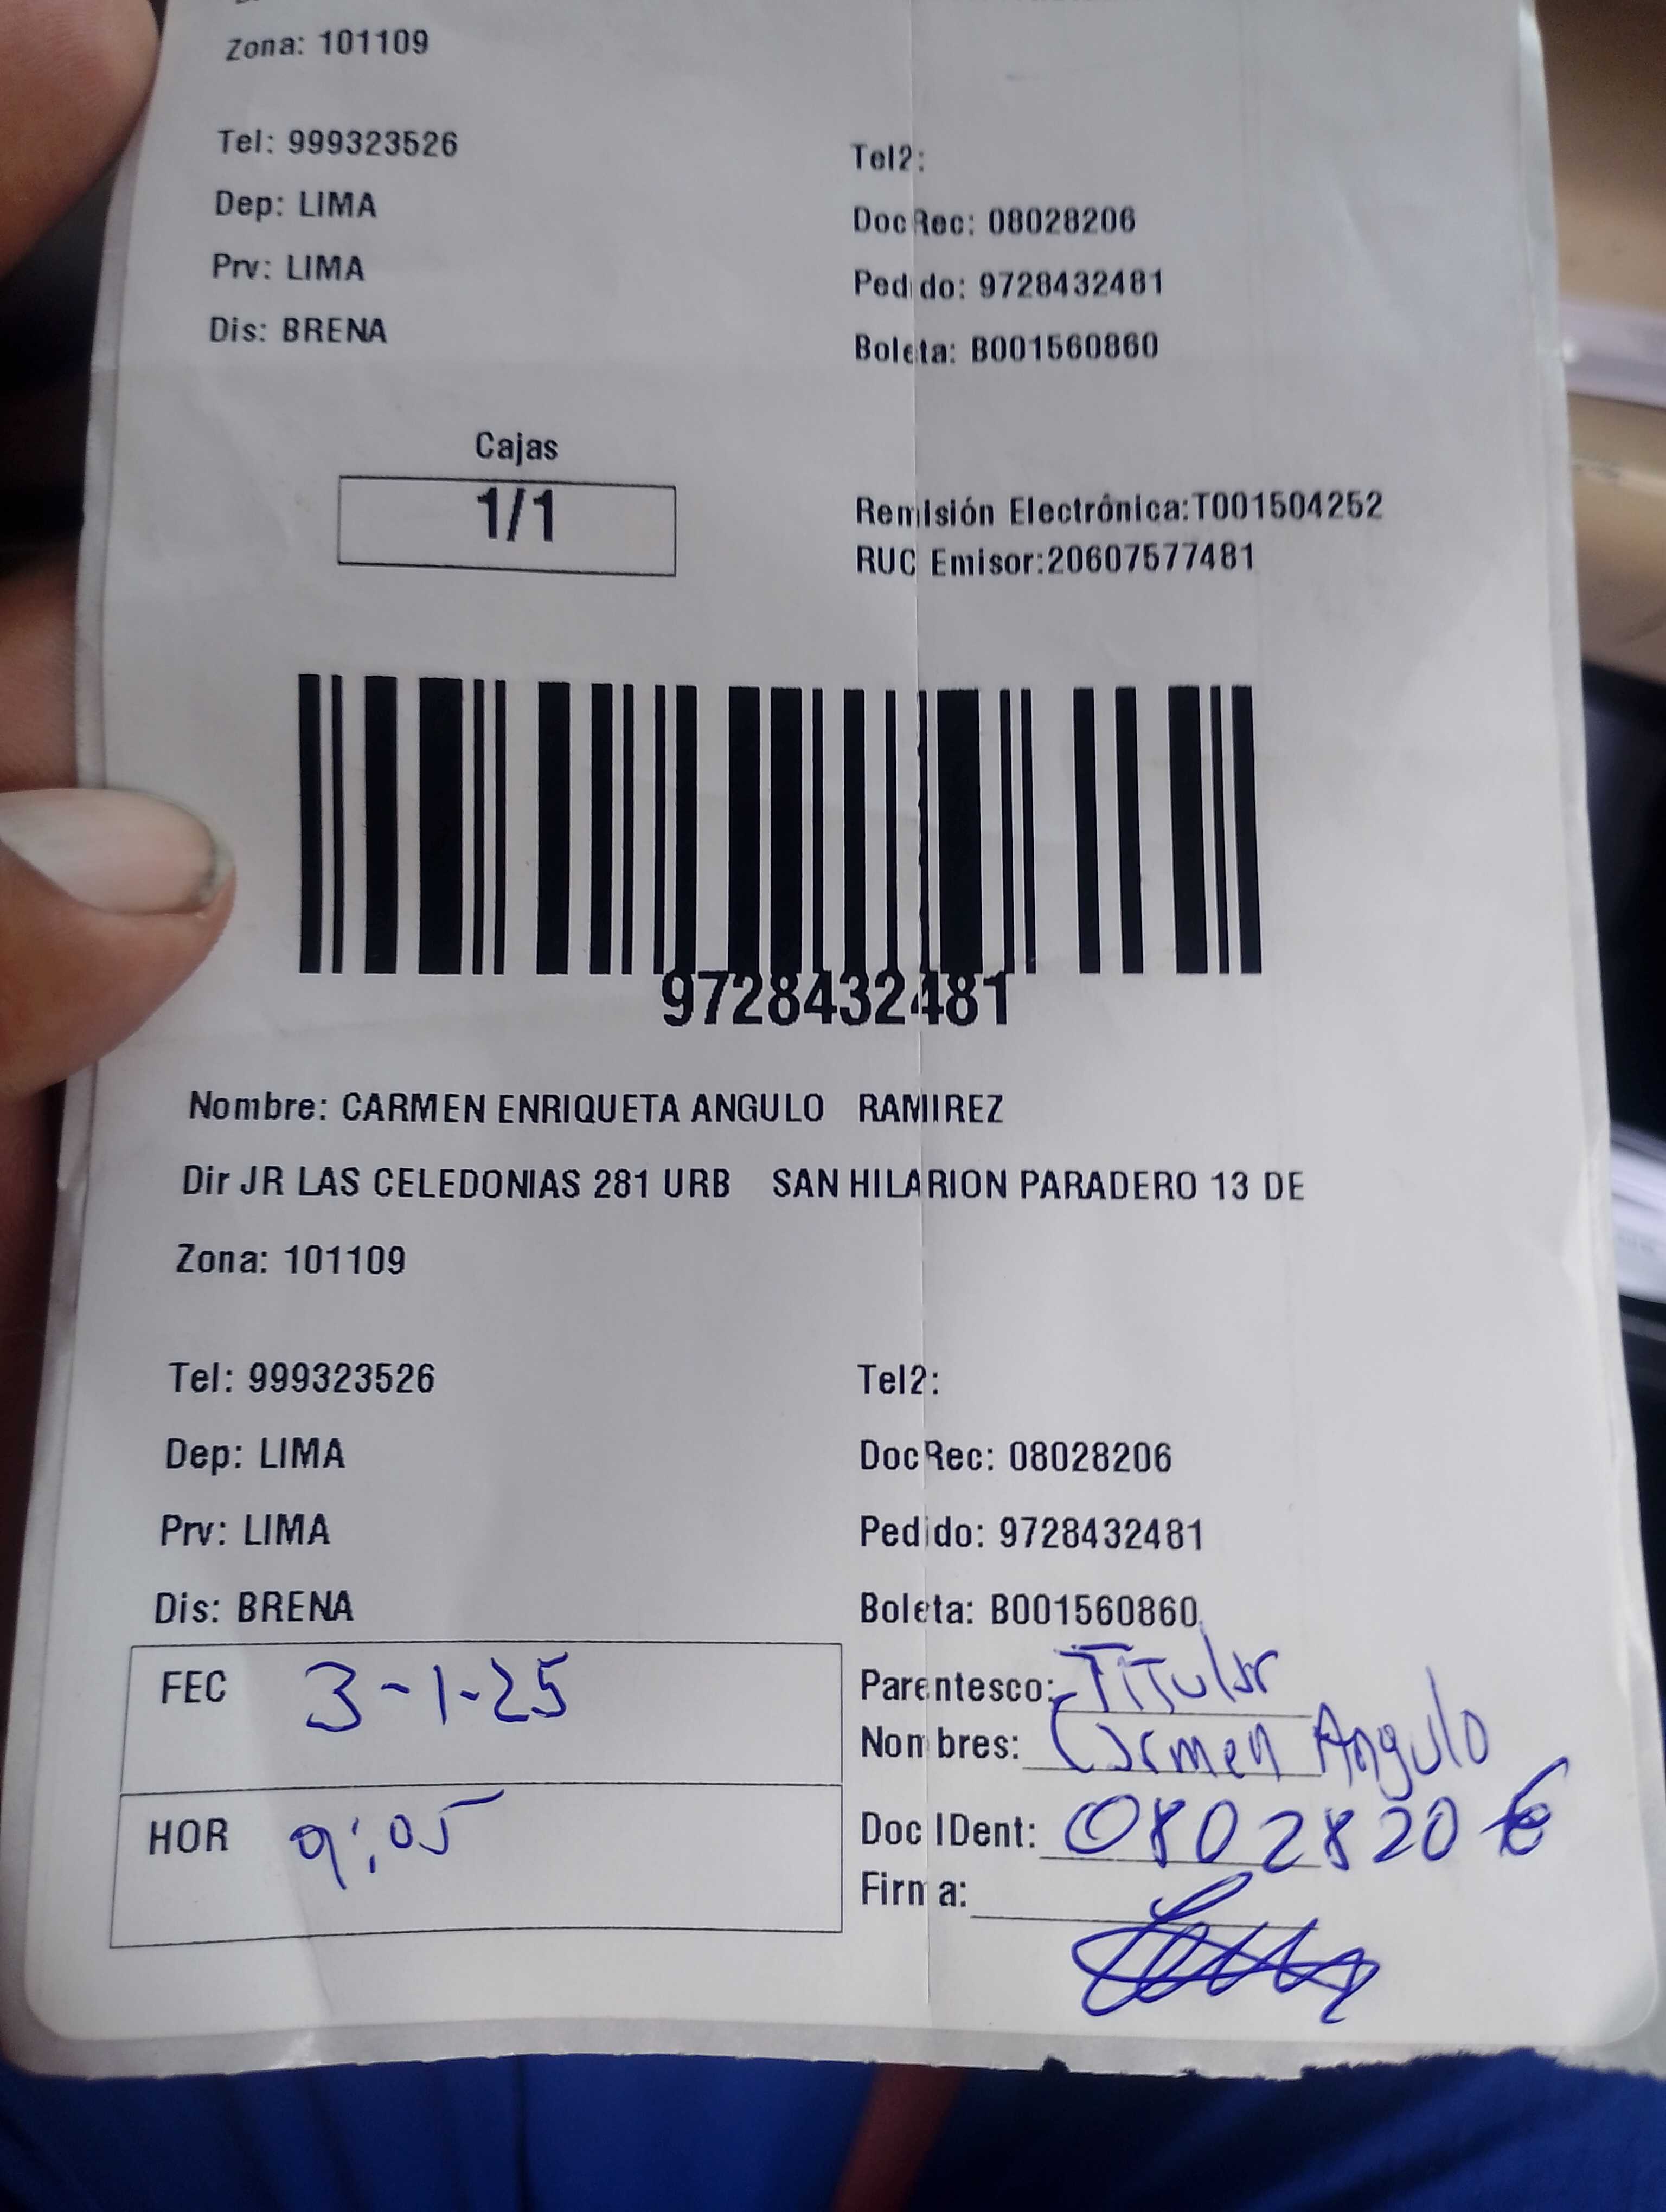 Zona: 101109
Tel: 999323526
Tel2:
Dep: LIMA
DocRec: 08028206
Prv: LIMA
Pedido: 9728432481
Dis: BRENA
Boleta: B001560860
Cajas
1/1
Remisión Electrônica:T001504252
RUC Emisor:20607577481
9728432481
Nombre: CARMEN ENRIQUETA ANGULO RAMIREZ
Dir JR LAS CELEDONIAS 281 URB SAN HILARION PARADERO 13 DE
Zona: 101109
Tel: 999323526
Tel2:
Dep: LIMA
DocRec: 08028206
Prv: LIMA
Pedido: 9728432481
Dis: BRENA
Boleta: B001560860
FEC 3-1-25
Parentesco: Titular
Nombres: Carmen Angulo
HOR 9:05
Doc IDent: 08028206
Firma: